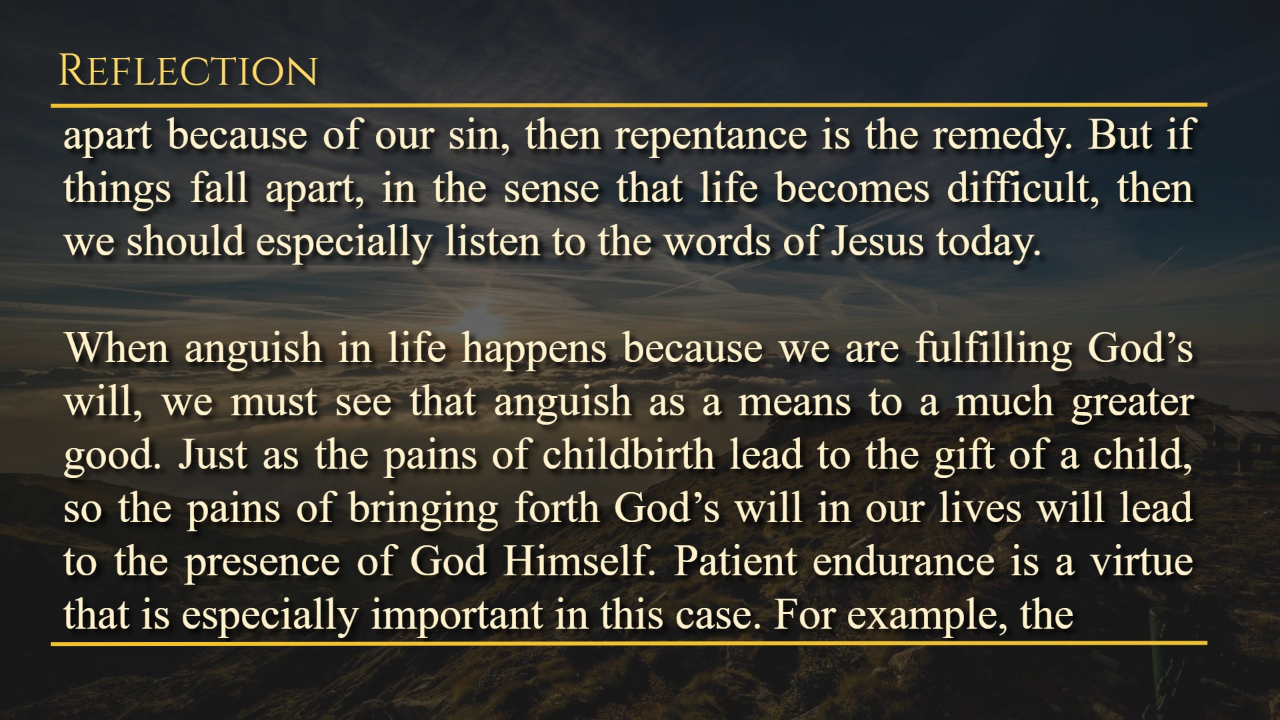 Reflection
apart because of our sin, then repentance is the remedy. But if
things fall apart, in the sense that life becomes difficult, then
we should especially listen to the words of Jesus today.
When anguish in life happens because we are fulfilling God’s
will, we must see that anguish as a means to a much greater
good. Just as the pains of childbirth lead to the gift of a child,
so the pains of bringing forth God’s will in our lives will lead
to the presence of God Himself. Patient endurance is a virtue
that is especially important in this case. For example, the